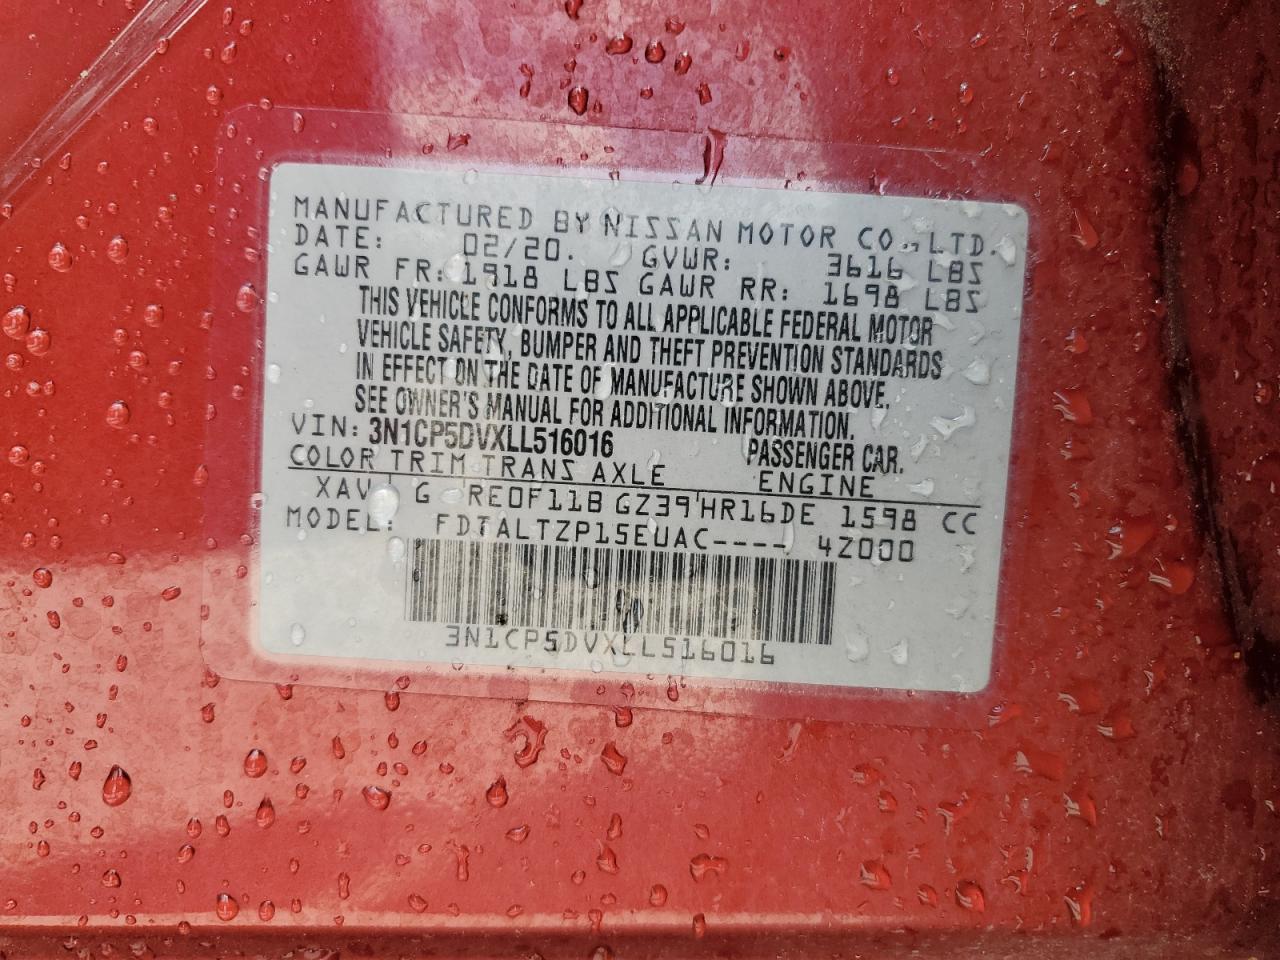 MANUFACTURED BY NISSAN MOTOR CO., LTD.
DATE: 02/20. GVWR: 3616 LBS
GAWR FR: 1918 LBS GAWR RR: 1698 LBS
THIS VEHICLE CONFORMS TO ALL APPLICABLE FEDERAL MOTOR
VEHICLE SAFETY, BUMPER AND THEFT PREVENTION STANDARDS
IN EFFECT ON THE DATE OF MANUFACTURE SHOWN ABOVE.
SEE OWNER'S MANUAL FOR ADDITIONAL INFORMATION.
VIN: 3N1CP5DVXLL516016 PASSENGER CAR.
COLOR TRIM TRANS AXLE ENGINE
XAV G RE0F11B GZ39 HR16DE 1598 CC
MODEL: FDTALTZP15EUAC---- 4Z000
3N1CP5DVXLL516016